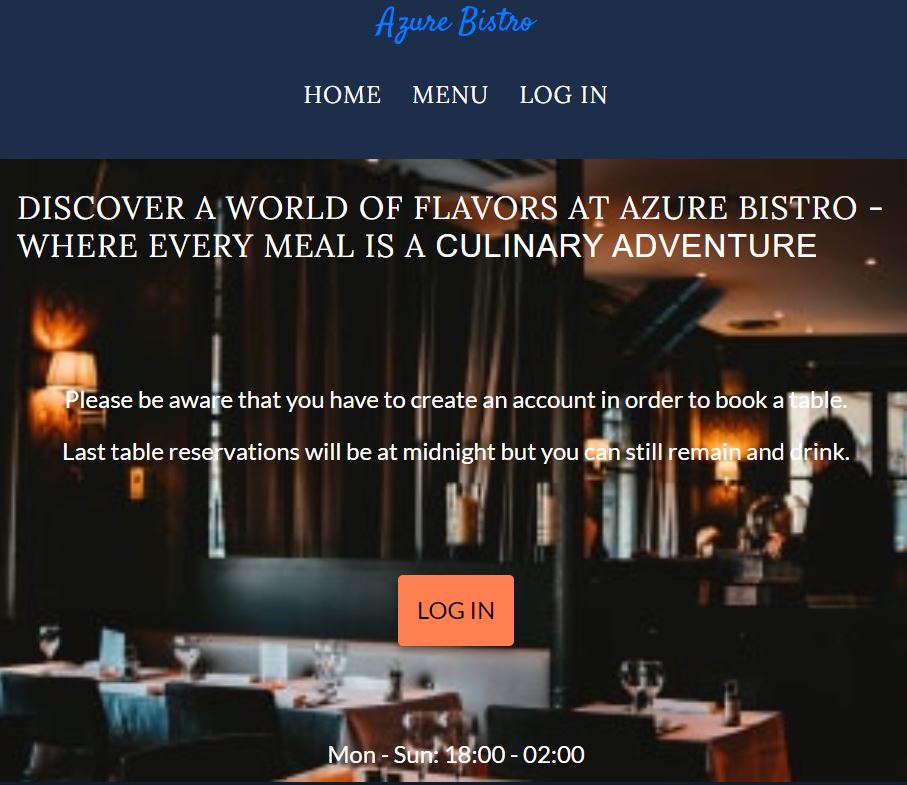 Azure Bistro
HOME MENU LOG IN
DISCOVER A WORLD OF FLAVORS AT AZURE BISTRO -
WHERE EVERY MEAL IS A CULINARY ADVENTURE
Please be aware that you have to create an account in order to book a table.
Last table reservations will be at midnight but you can still remain and drink.
LOG IN
Mon - Sun: 18:00 - 02:00